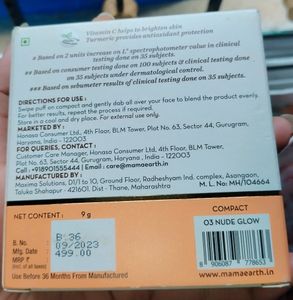 Vitamin C helps to brighten skin
Turmeric provides antioxidant protection
# Based on 2 units increase on L* spectrophotometer value in clinical
testing done on 35 subjects.
## Based on consumer testing done on 100 subjects & clinical testing done
on 35 subjects under dermatological control.
### Based on sebumeter results of clinical testing done on 35 subjects.
DIRECTIONS FOR USE :
Swipe puff on compact and gently dab all over your face to blend the product evenly.
For better results, repeat the process if required.
Store in a cool and dry place. For external use only.
MARKETED BY :
Honasa Consumer Ltd, 4th Floor, BLM Tower, Plot No. 63, Sector 44, Gurugram,
Haryana, India - 122003
FOR QUERIES, CONTACT :
Customer Care Manager, Honasa Consumer Ltd, 4th Floor, BLM Tower,
Plot No. 63, Sector 44, Gurugram, Haryana , India - 122003
Call - +918901535444 | Email - care@mamaearth.in
MANUFACTURED BY :
Maxima Solutions, D1/1 to 1O, Ground Floor, Radheshyam Ind. complex, Asangaon,
Taluka Shahapur - 421601. Dist - Thane, Maharashtra
M. L. No: MH/104664
NET CONTENT : 9 g
B. No. : B 36
Mfg. Date : 09/2023
MRP ₹ : 499.00
(Incl. of all taxes)
Use Before 36 Months From Manufactured
COMPACT
03 NUDE GLOW
8 906087 778653
www.mamaearth.in